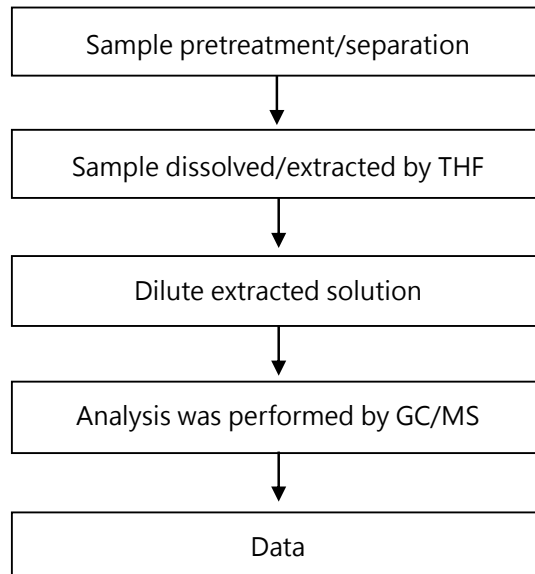 Sample pretreatment/separation
Sample dissolved/extracted by THF
Dilute extracted solution
Analysis was performed by GC/MS
Data